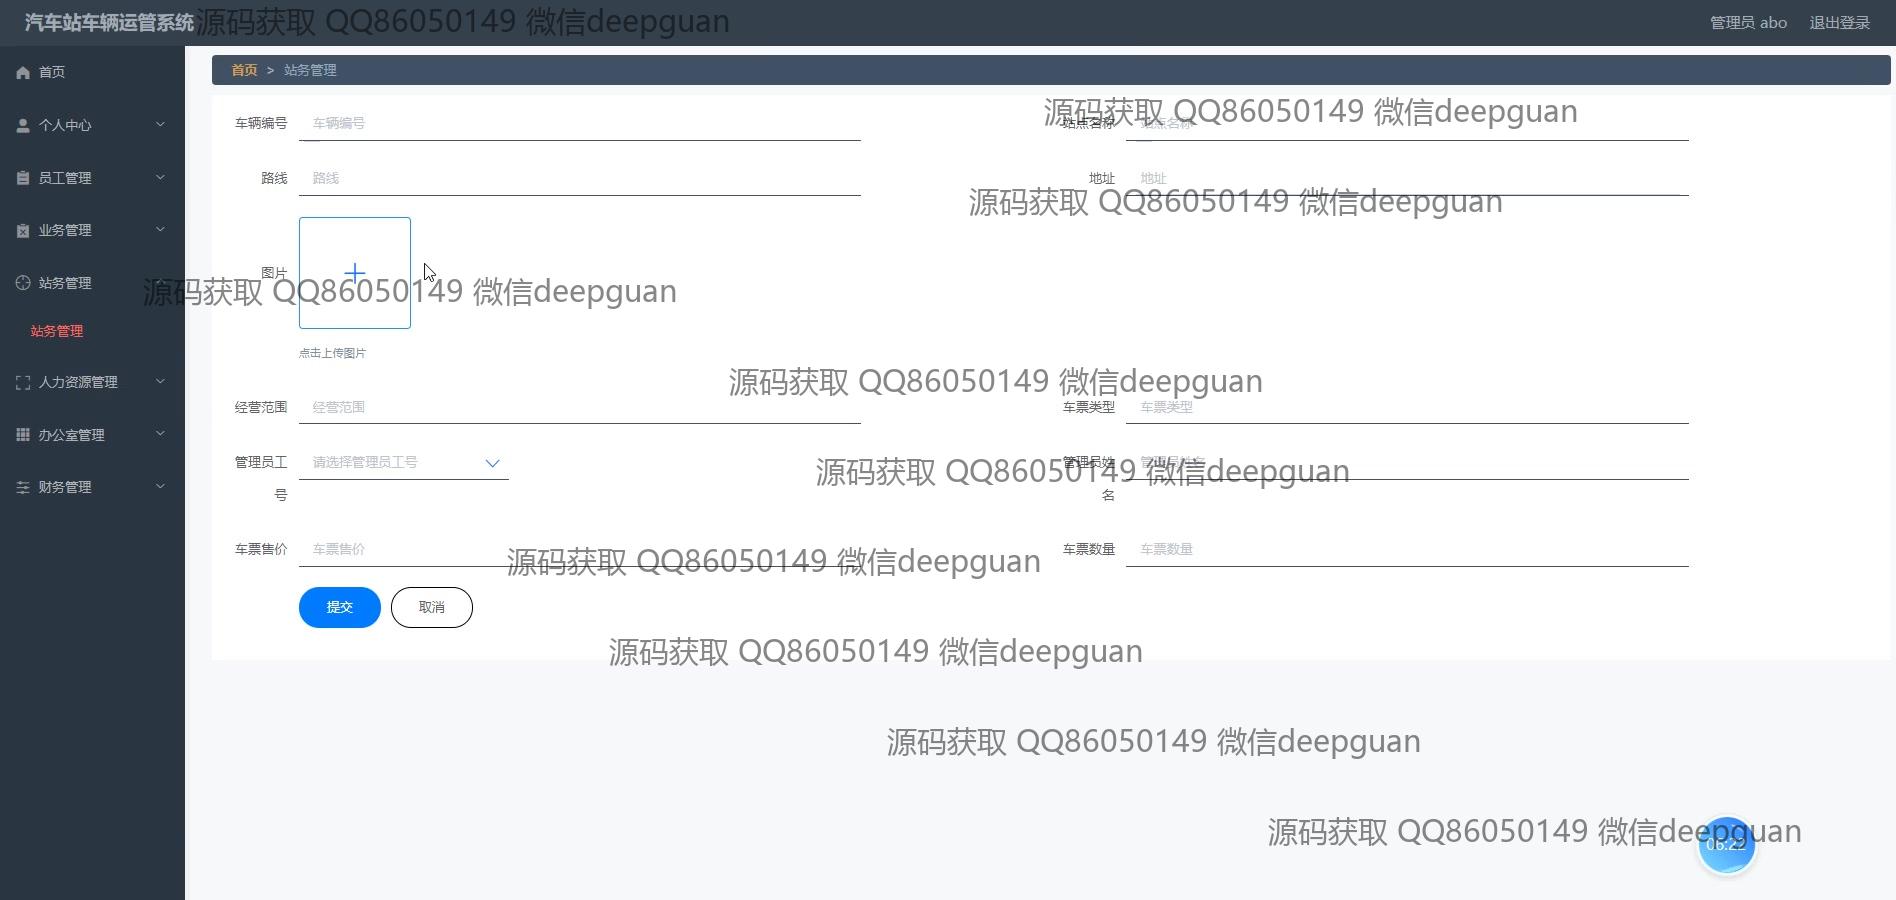 汽车站车辆运管系统
源码获取 QQ86050149 微信deepguan
管理员 abo
退出登录
首页
个人中心
员工管理
业务管理
站务管理
站务管理
人力资源管理
办公室管理
财务管理
首页 > 站务管理
车辆编号 车辆编号
站点名称 站点名称
源码获取 QQ86050149 微信deepguan
路线 路线
地址 地址
源码获取 QQ86050149 微信deepguan
图片
源码获取 QQ86050149 微信deepguan
点击上传图片
源码获取 QQ86050149 微信deepguan
经营范围 经营范围
车票类型 车票类型
管理员工号 请选择管理员工号
管理员姓名 管理员姓名
源码获取 QQ86050149 微信deepguan
车票售价 车票售价
车票数量 车票数量
源码获取 QQ86050149 微信deepguan
提交
取消
源码获取 QQ86050149 微信deepguan
源码获取 QQ86050149 微信deepguan
源码获取 QQ86050149 微信deepguan
06:22